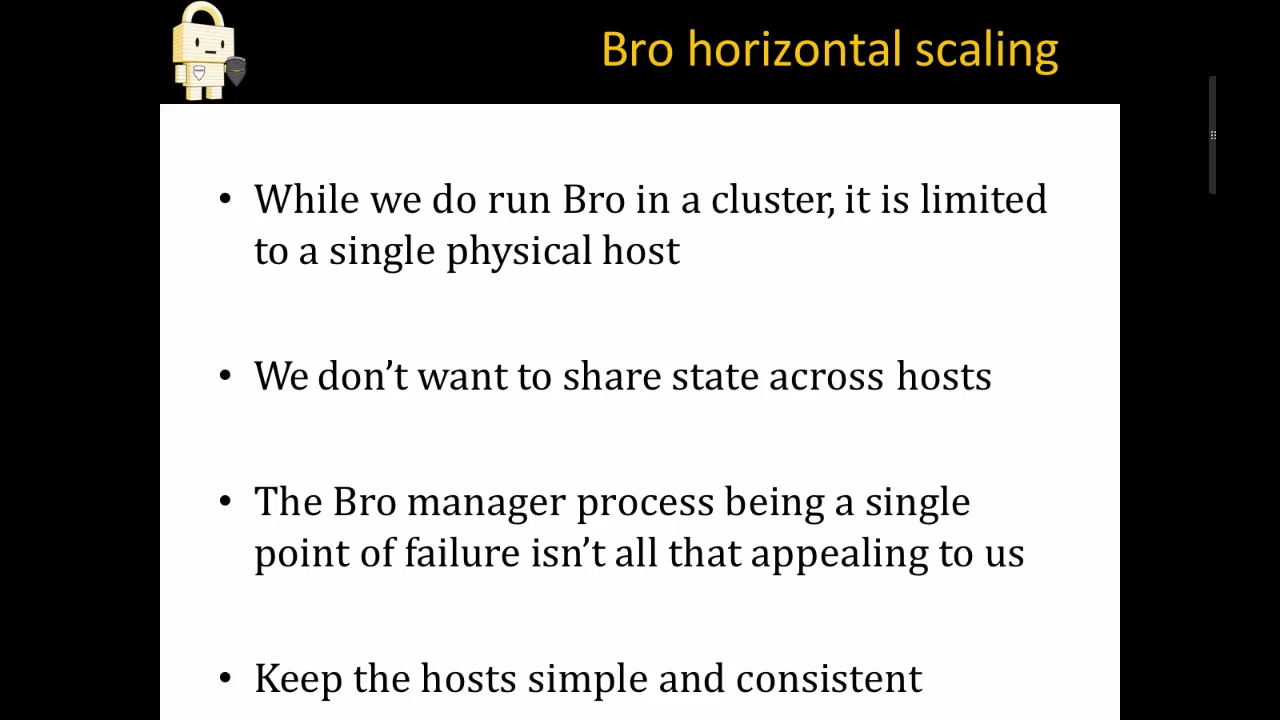 Bro horizontal scaling
• While we do run Bro in a cluster, it is limited
to a single physical host
• We don’t want to share state across hosts
• The Bro manager process being a single
point of failure isn’t all that appealing to us
• Keep the hosts simple and consistent